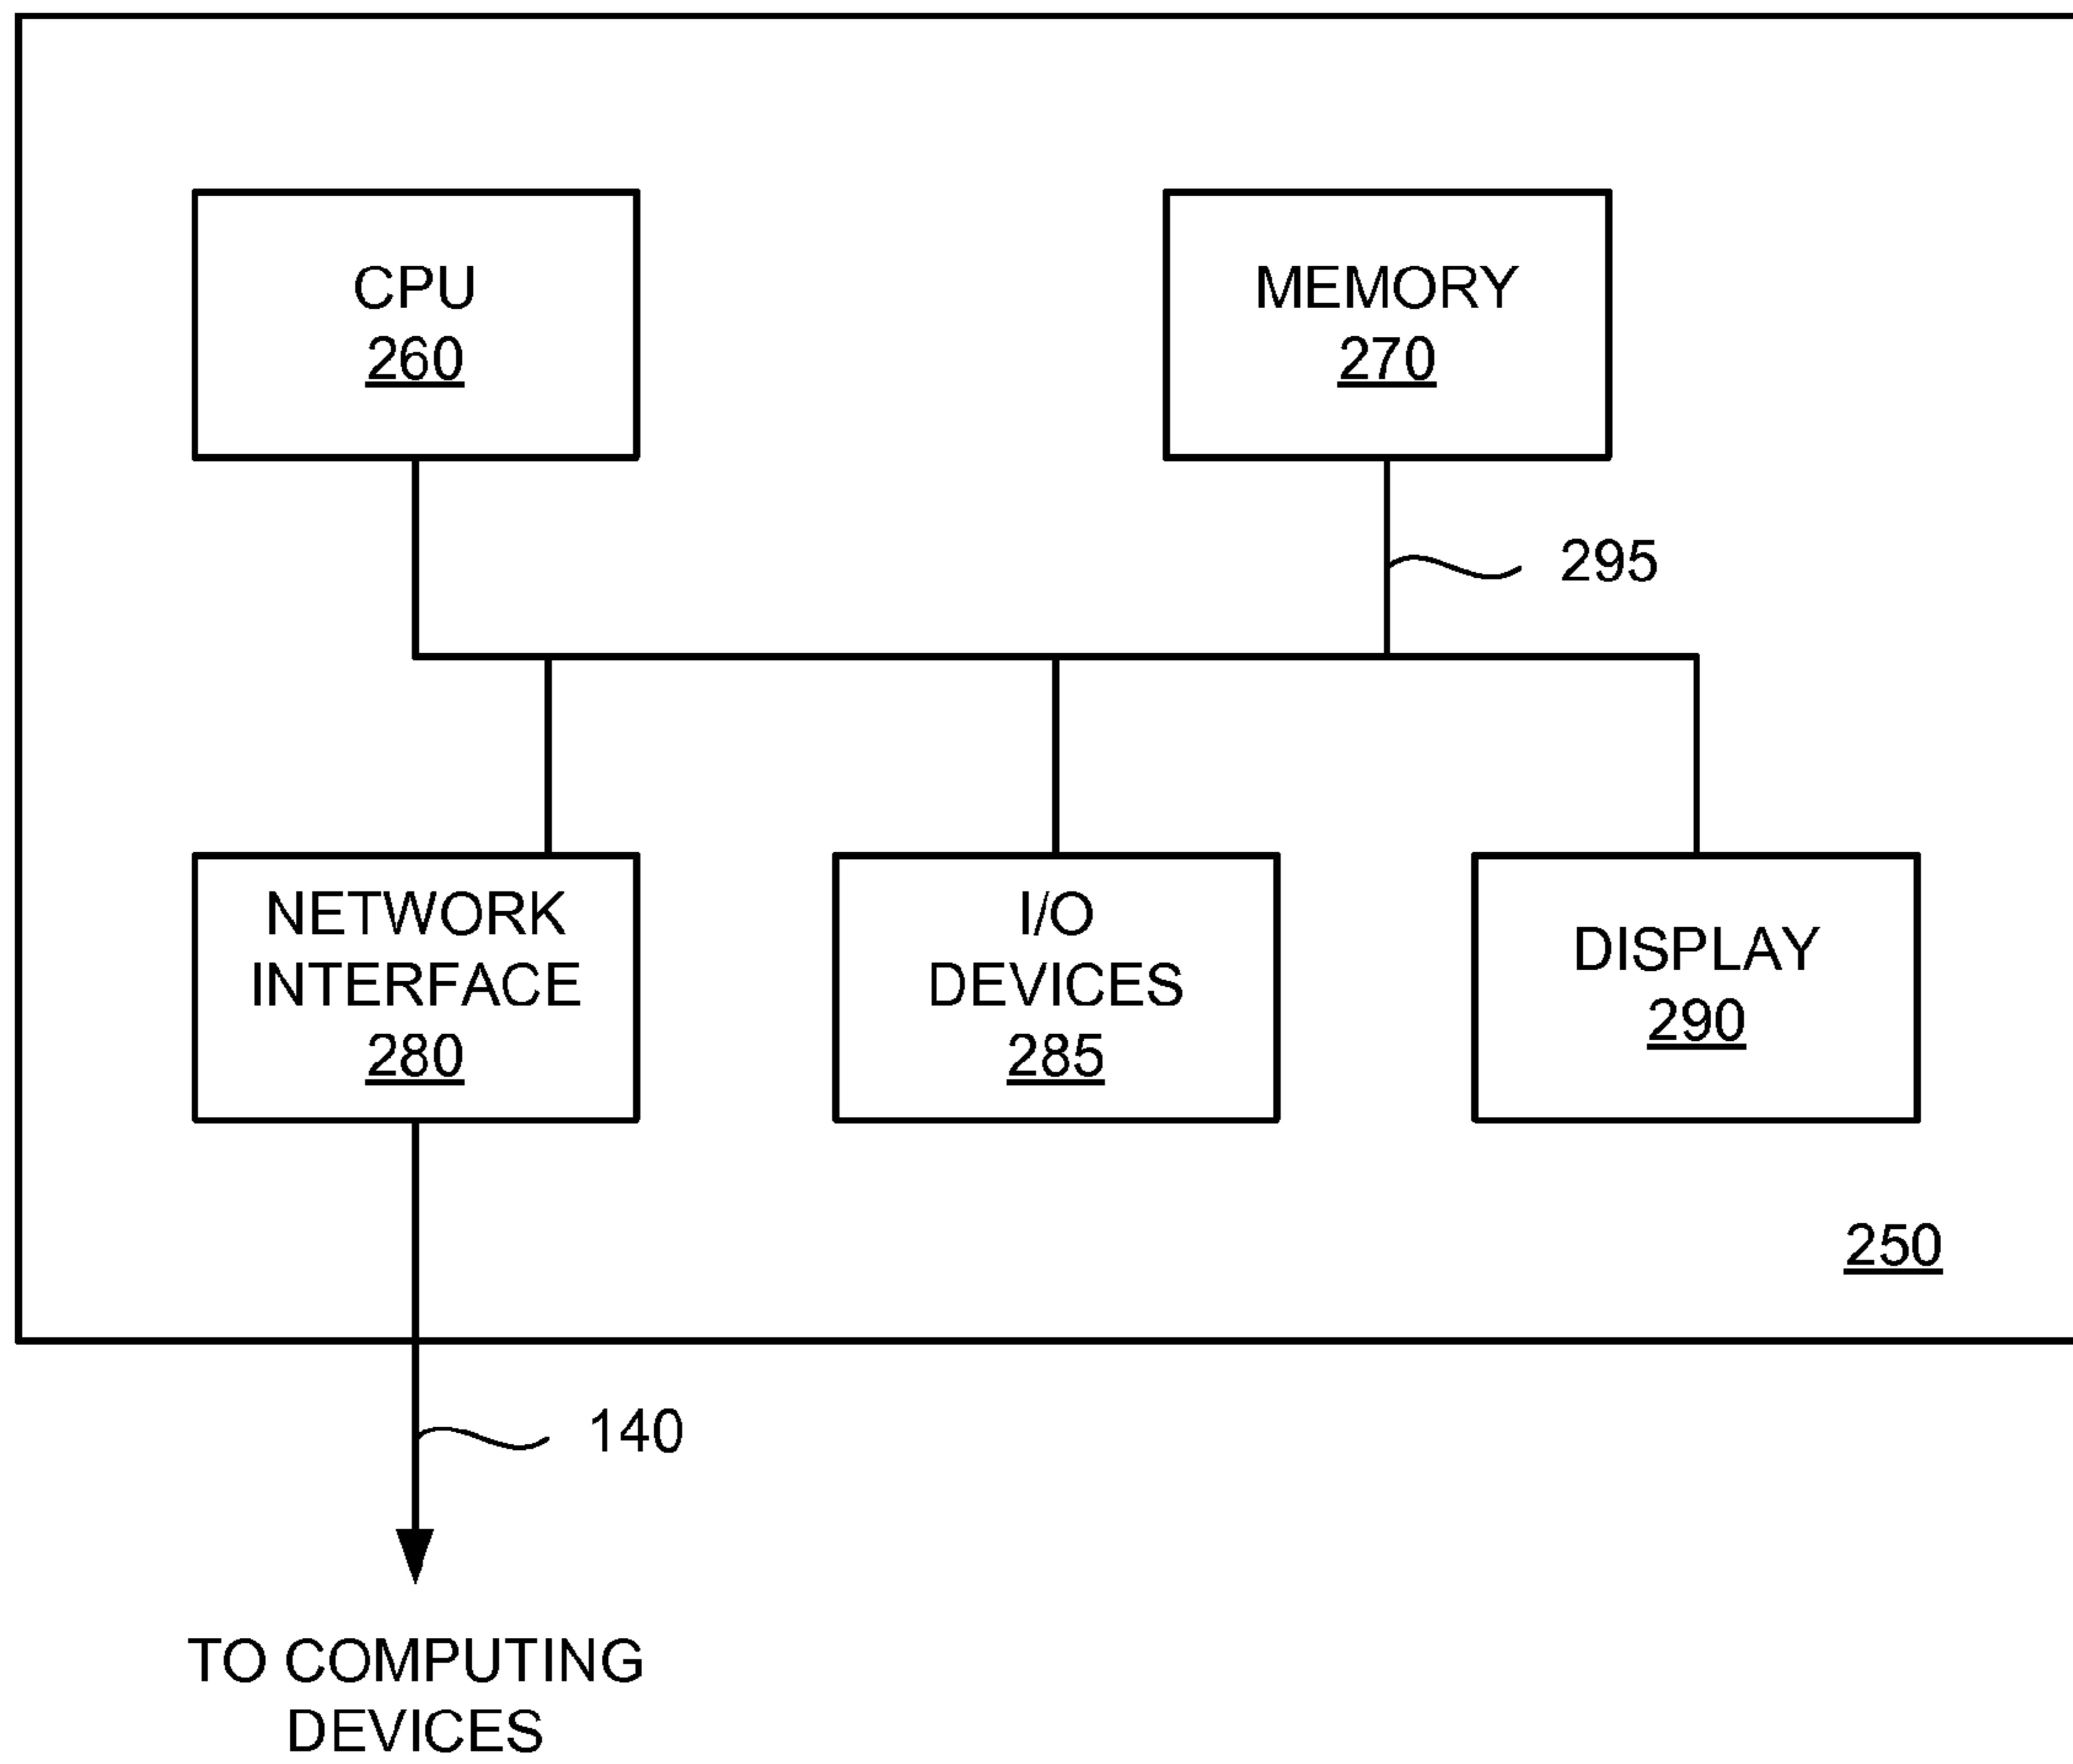 CPU
260
MEMORY
270
295
NETWORK
INTERFACE
280
I/O
DEVICES
285
DISPLAY
290
250
140
TO COMPUTING
DEVICES